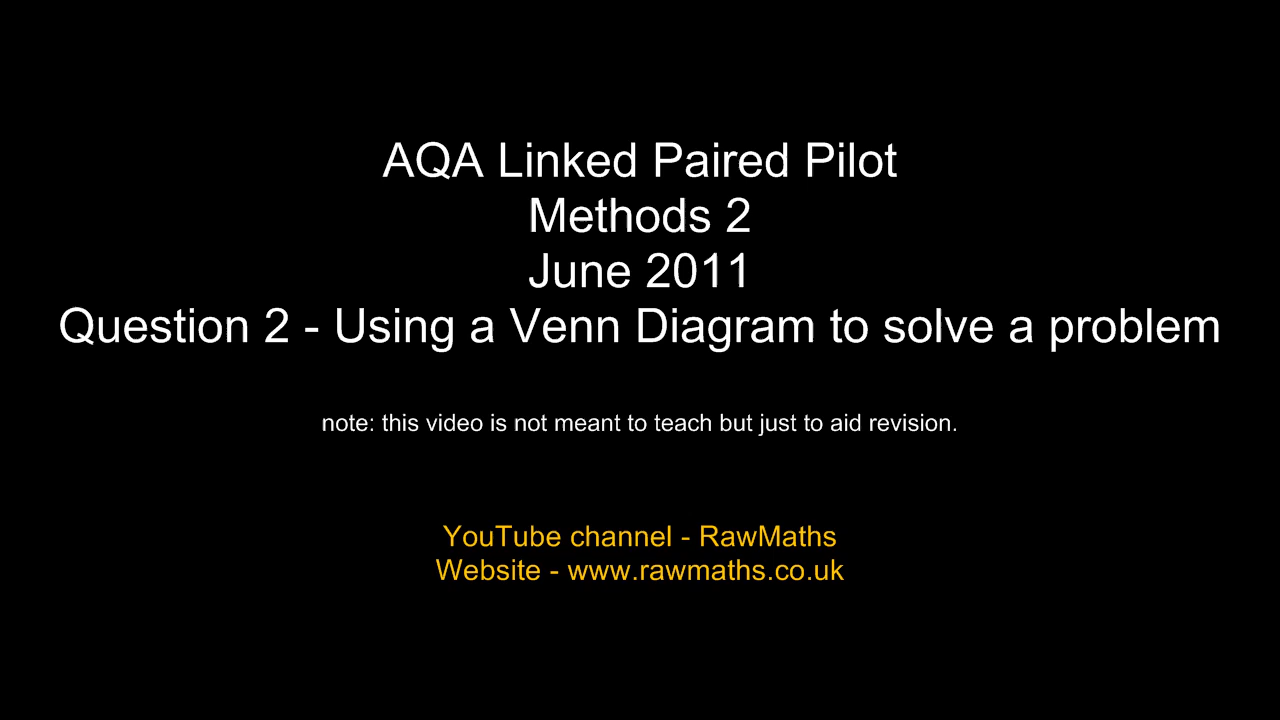 AQA Linked Paired Pilot
Methods 2
June 2011
Question 2 - Using a Venn Diagram to solve a problem
note: this video is not meant to teach but just to aid revision.
YouTube channel - RawMaths
Website - www.rawmaths.co.uk